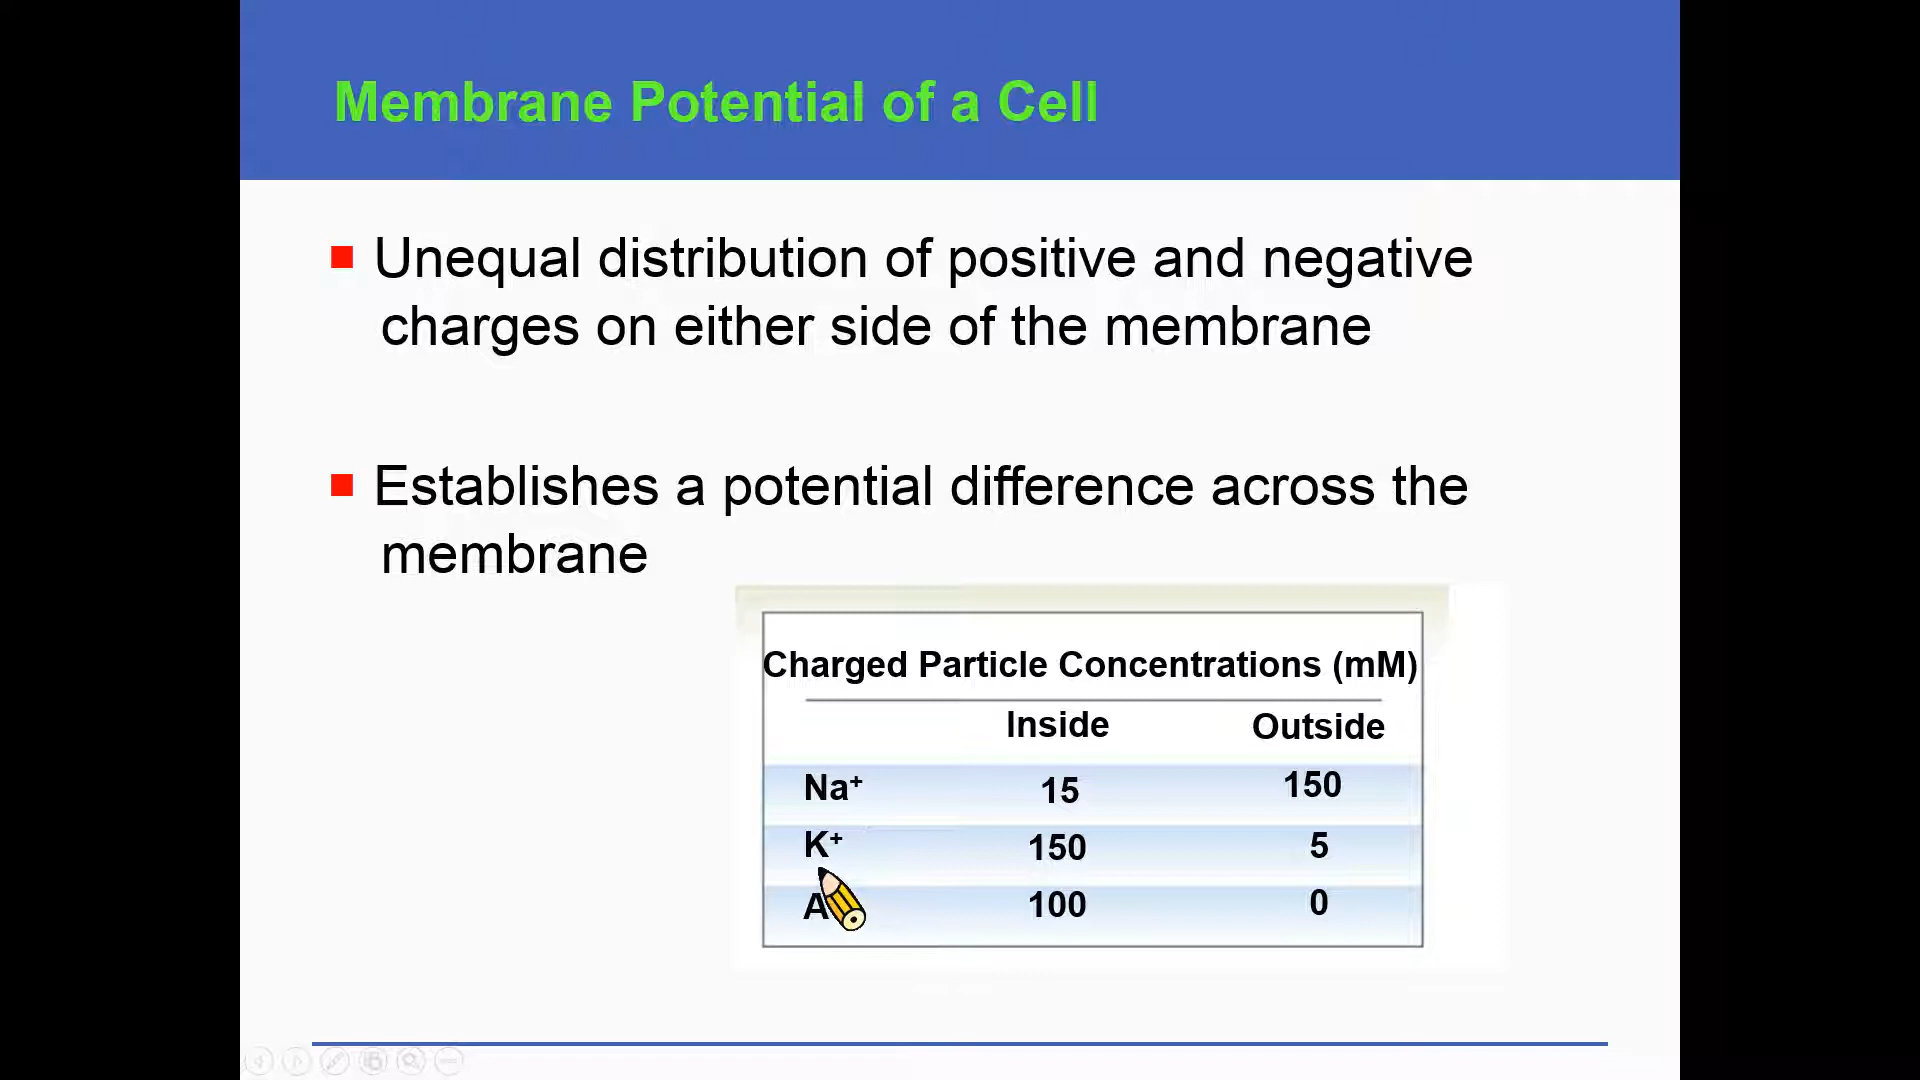 Membrane Potential of a Cell
Unequal distribution of positive and negative
charges on either side of the membrane
Establishes a potential difference across the
membrane
Charged Particle Concentrations (mM)
Inside Outside
Na⁺ 15 150
K⁺ 150 5
A 100 0